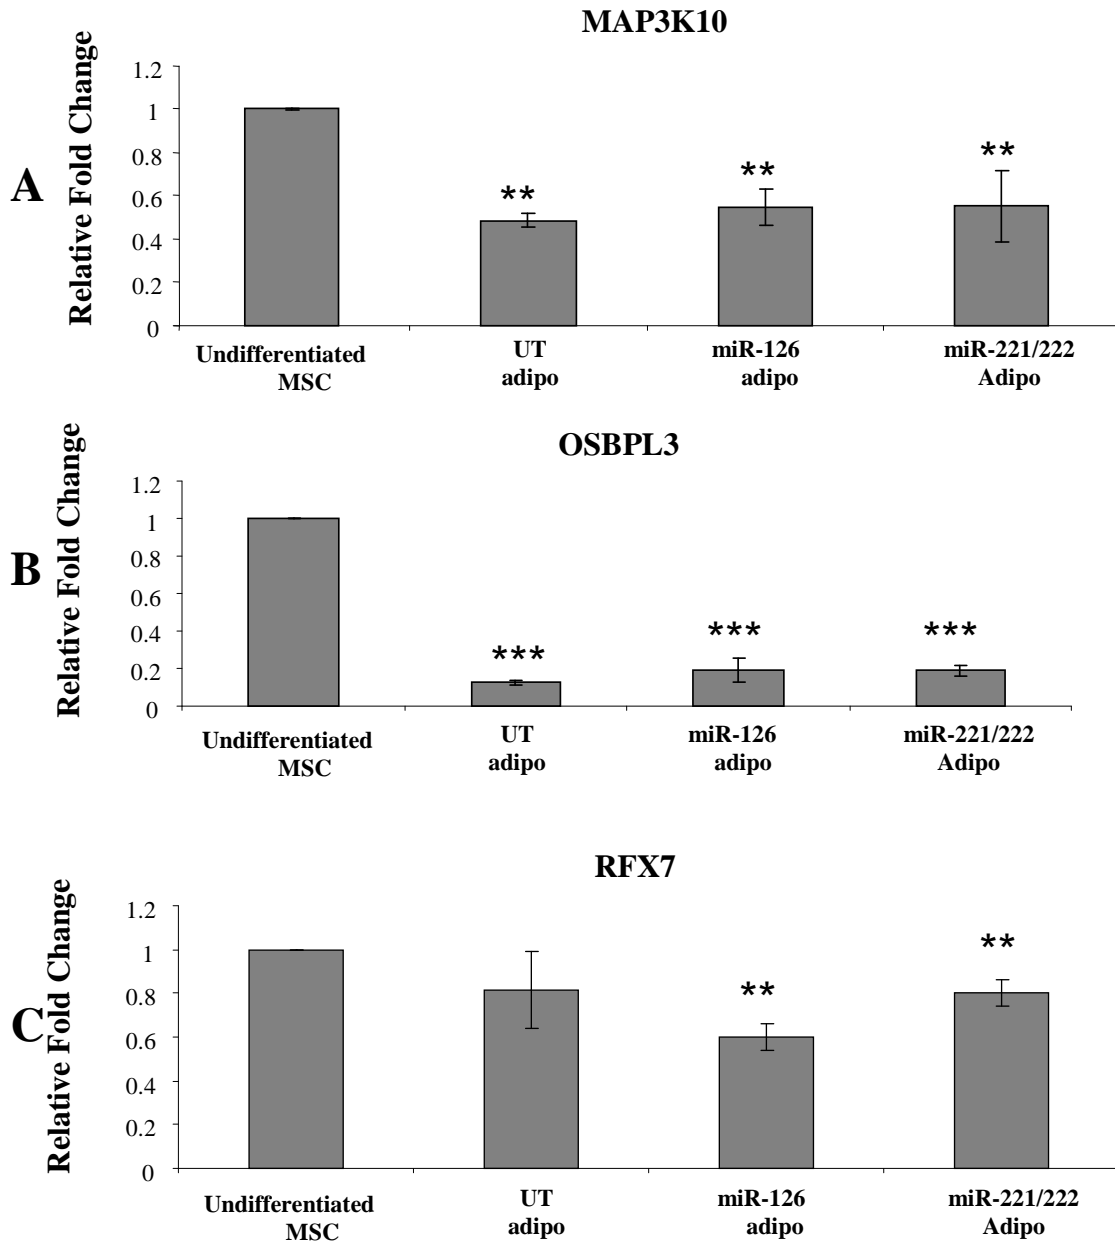 MAP3K10
A
Relative Fold Change
1.2
1
0.8
0.6
0.4
0.2
0
**
**
**
Undifferentiated
MSC
UT
adipo
miR-126
adipo
miR-221/222
Adipo
OSBPL3
B
Relative Fold Change
1.2
1
0.8
0.6
0.4
0.2
0
***
***
***
Undifferentiated
MSC
UT
adipo
miR-126
adipo
miR-221/222
Adipo
RFX7
C
Relative Fold Change
1.2
1
0.8
0.6
0.4
0.2
0
**
**
Undifferentiated
MSC
UT
adipo
miR-126
adipo
miR-221/222
Adipo